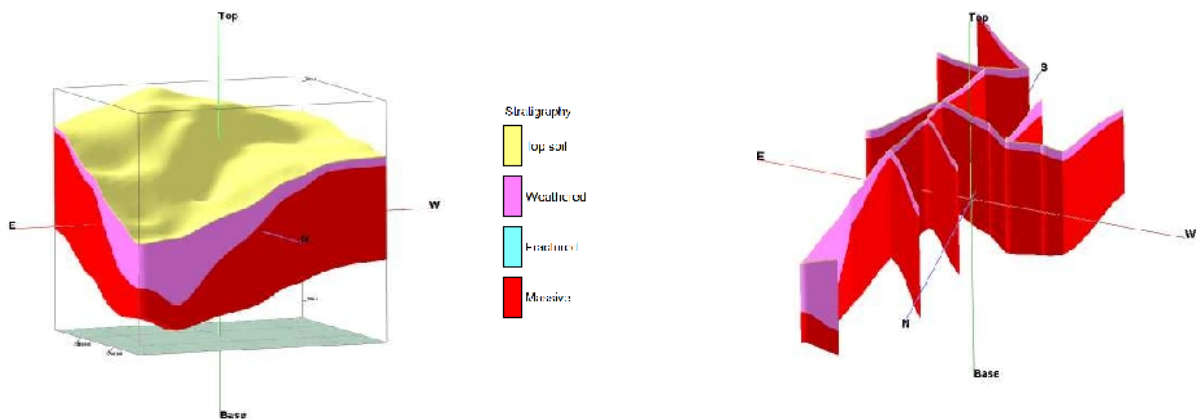 Top
E
W
N
Base
Stratigraphy
Top soil
Weathered
Fractured
Massive
Top
S
E
W
N
Base